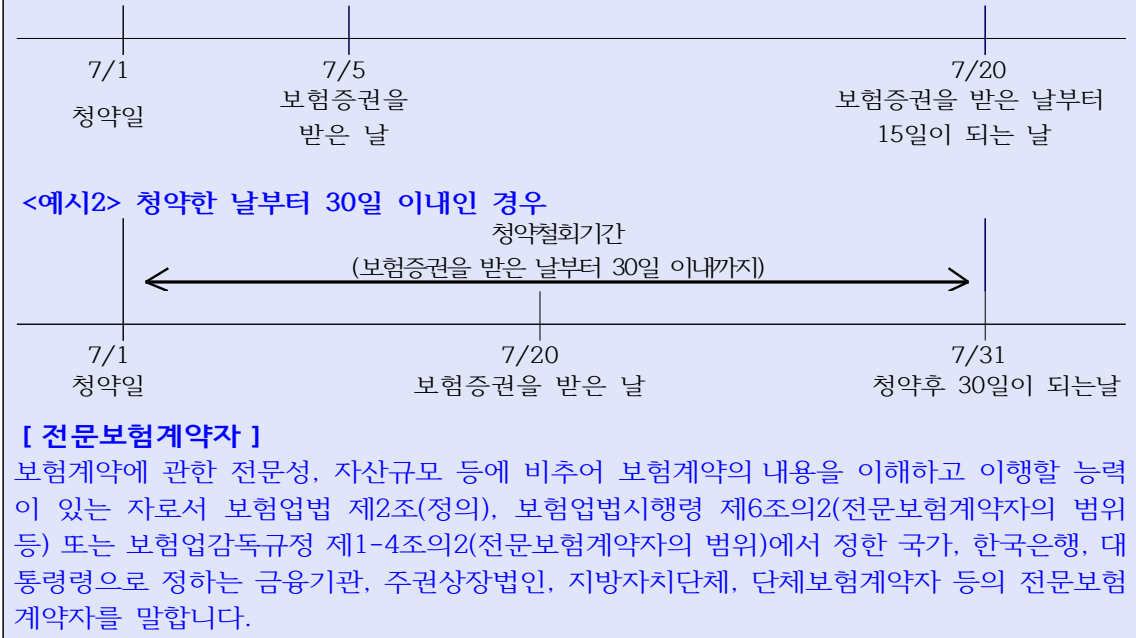 7/1 7/5 7/20
청약일 보험증권을 보험증권을 받은 날부터
받은 날 15일이 되는 날
<예시2> 청약한 날부터 30일 이내인 경우
청약철회기간
(보험증권을 받은 날부터 30일 이내까지)
7/1 7/20 7/31
청약일 보험증권을 받은 날 청약후 30일이 되는날
[ 전문보험계약자 ]
보험계약에 관한 전문성, 자산규모 등에 비추어 보험계약의 내용을 이해하고 이행할 능력
이 있는 자로서 보험업법 제2조(정의), 보험업법시행령 제6조의2(전문보험계약자의 범위
등) 또는 보험업감독규정 제1-4조의2(전문보험계약자의 범위)에서 정한 국가, 한국은행, 대
통령령으로 정하는 금융기관, 주권상장법인, 지방자치단체, 단체보험계약자 등의 전문보험
계약자를 말합니다.